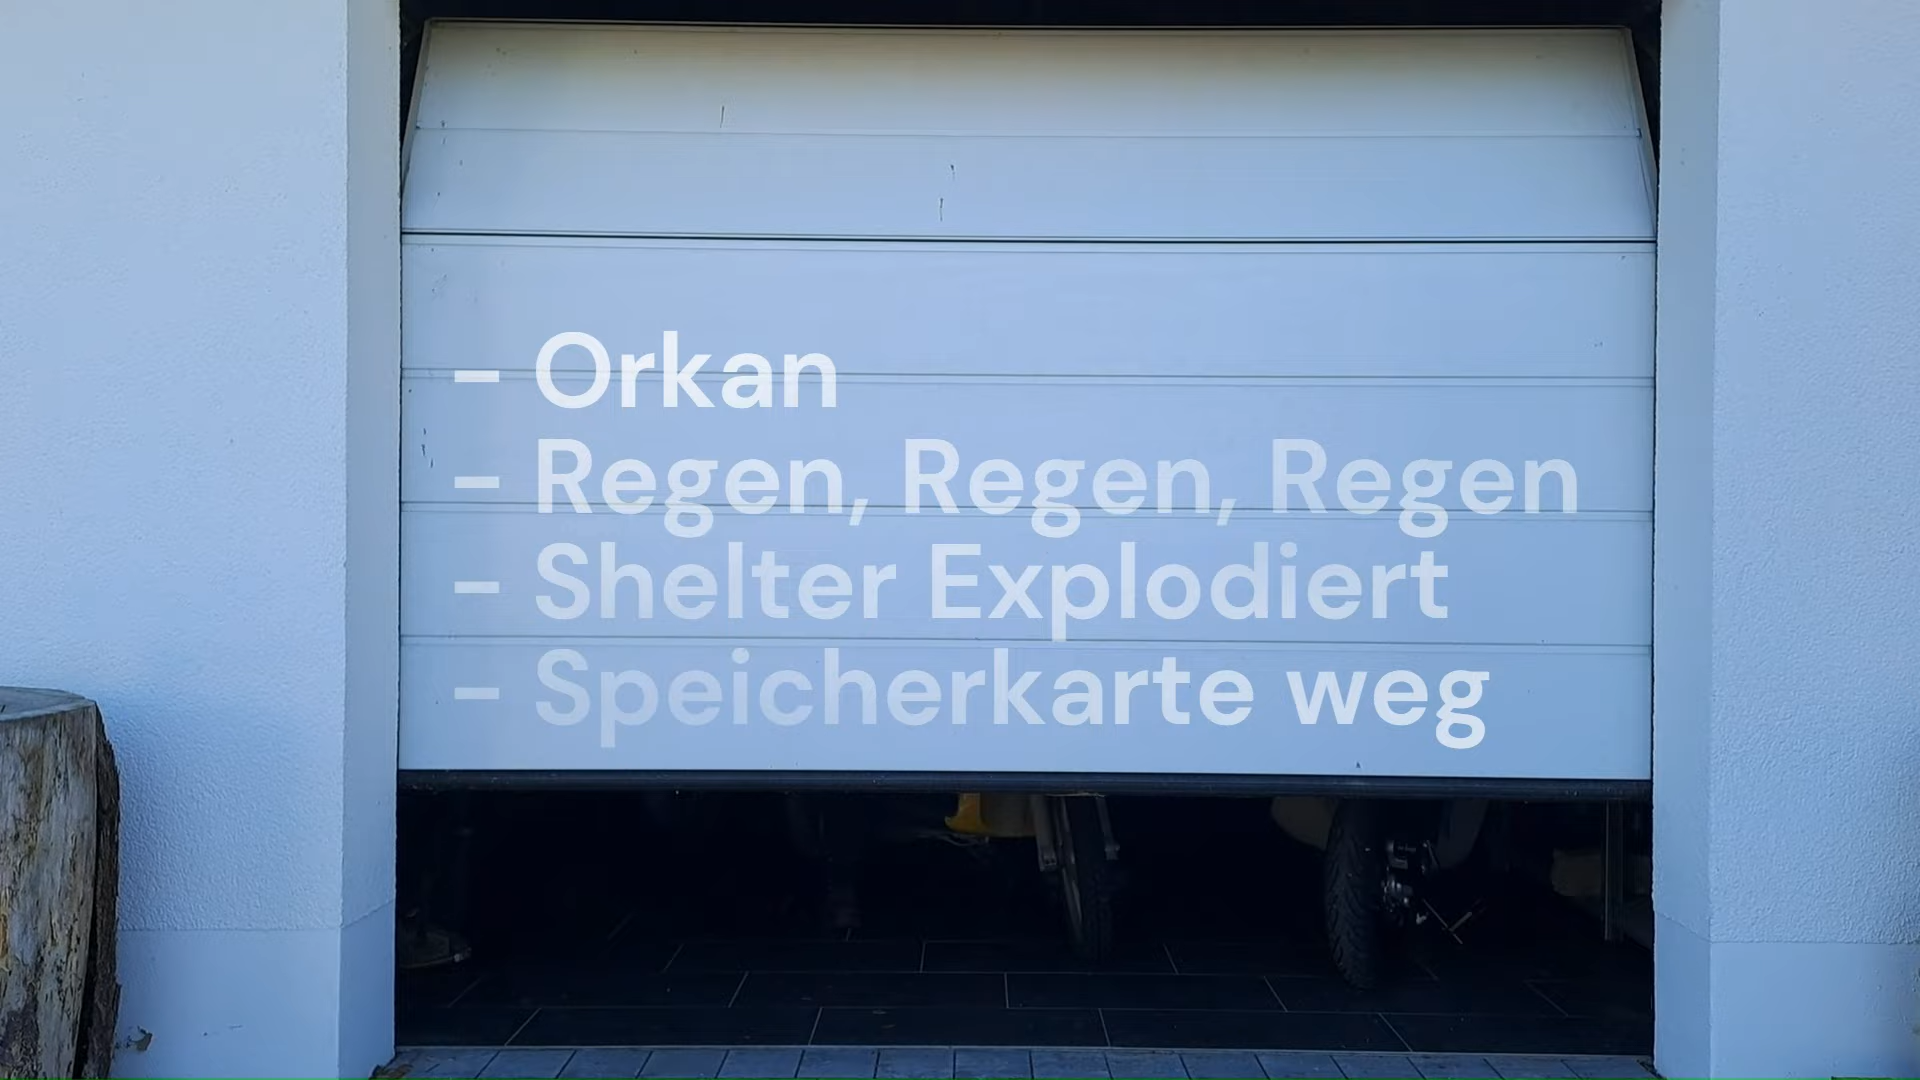 - Orkan
- Regen, Regen, Regen
- Shelter Explodiert
- Speicherkarte weg